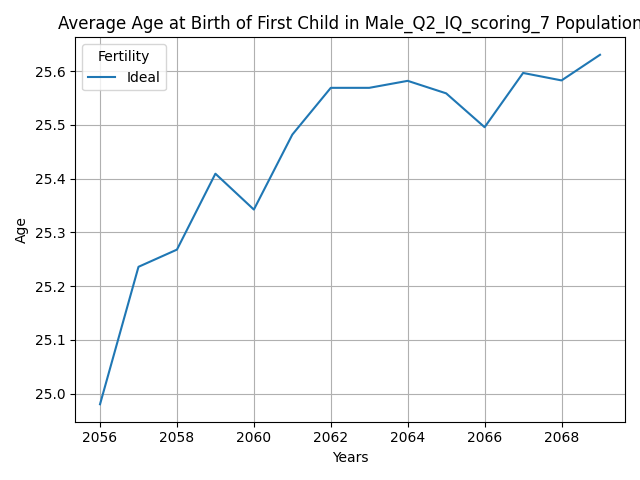 Average Age at Birth of First Child in Male_Q2_IQ_scoring_7 Population
Fertility
Ideal
25.6
25.5
25.4
25.3
25.2
25.1
25.0
Age
2056 2058 2060 2062 2064 2066 2068
Years